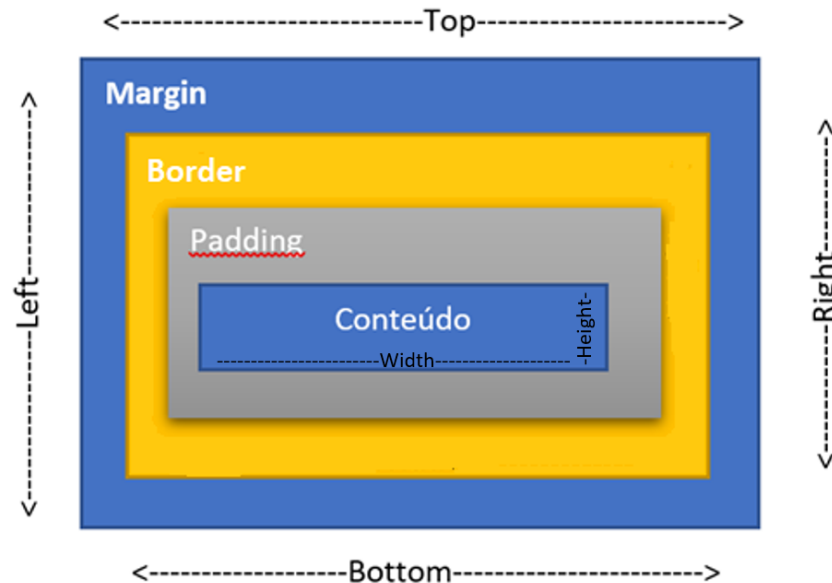 <----------------------------Top----------------------->
Margin
Border
Padding
Conteúdo
-Height-
-----------------------Width-------------------
<-------------Left-------------->
<------------Right------------>
<------------------Bottom---------------------->